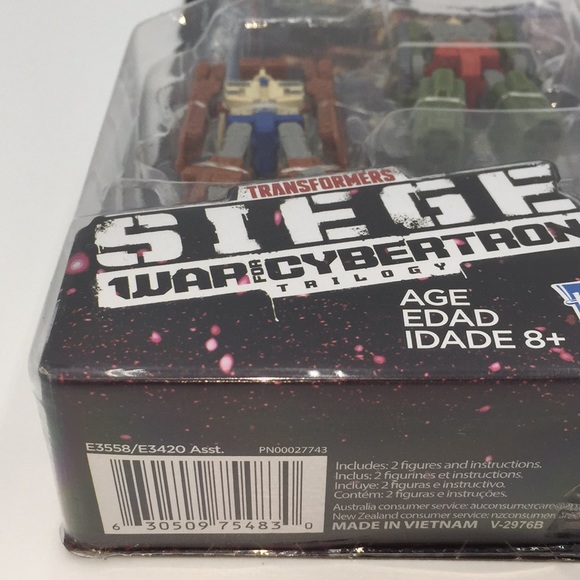 TRANSFORMERS
SIEGE
WAR FOR CYBERTRON
TRILOGY
AGE
EDAD
IDADE 8+
E3558/E3420 Asst.
PN00027743
6 30509 75483 0
Includes: 2 figures and instructions.
Inclus: 2 figurines et instructions.
Incluye: 2 figuras e instructivo.
Contém: 2 figuras e instruções.
Australia consumer service:
New Zealand consumer service:
MADE IN VIETNAM V-2976B